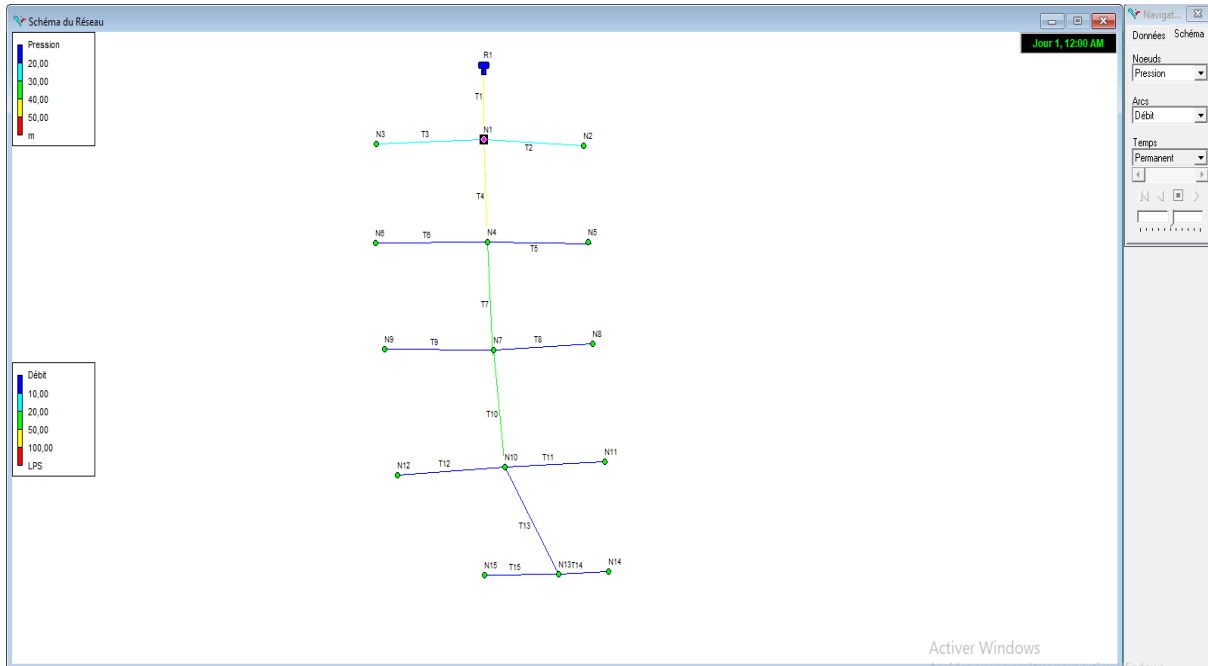 Schéma du Réseau
Pression
20,00
30,00
40,00
50,00
m
Jour 1, 12:00 AM
R1
T1
N3
T3
N1
T2
N2
T4
N6
T6
N4
T5
N5
T7
N9
T9
N7
T8
N8
T10
Débit
10,00
20,00
50,00
100,00
LPS
N12
T12
N10
T11
N11
T13
N15
T15
N13
T14
N14
Activer Windows
Navigat...
Données
Schéma
Noeuds
Pression
Arcs
Débit
Temps
Permanent